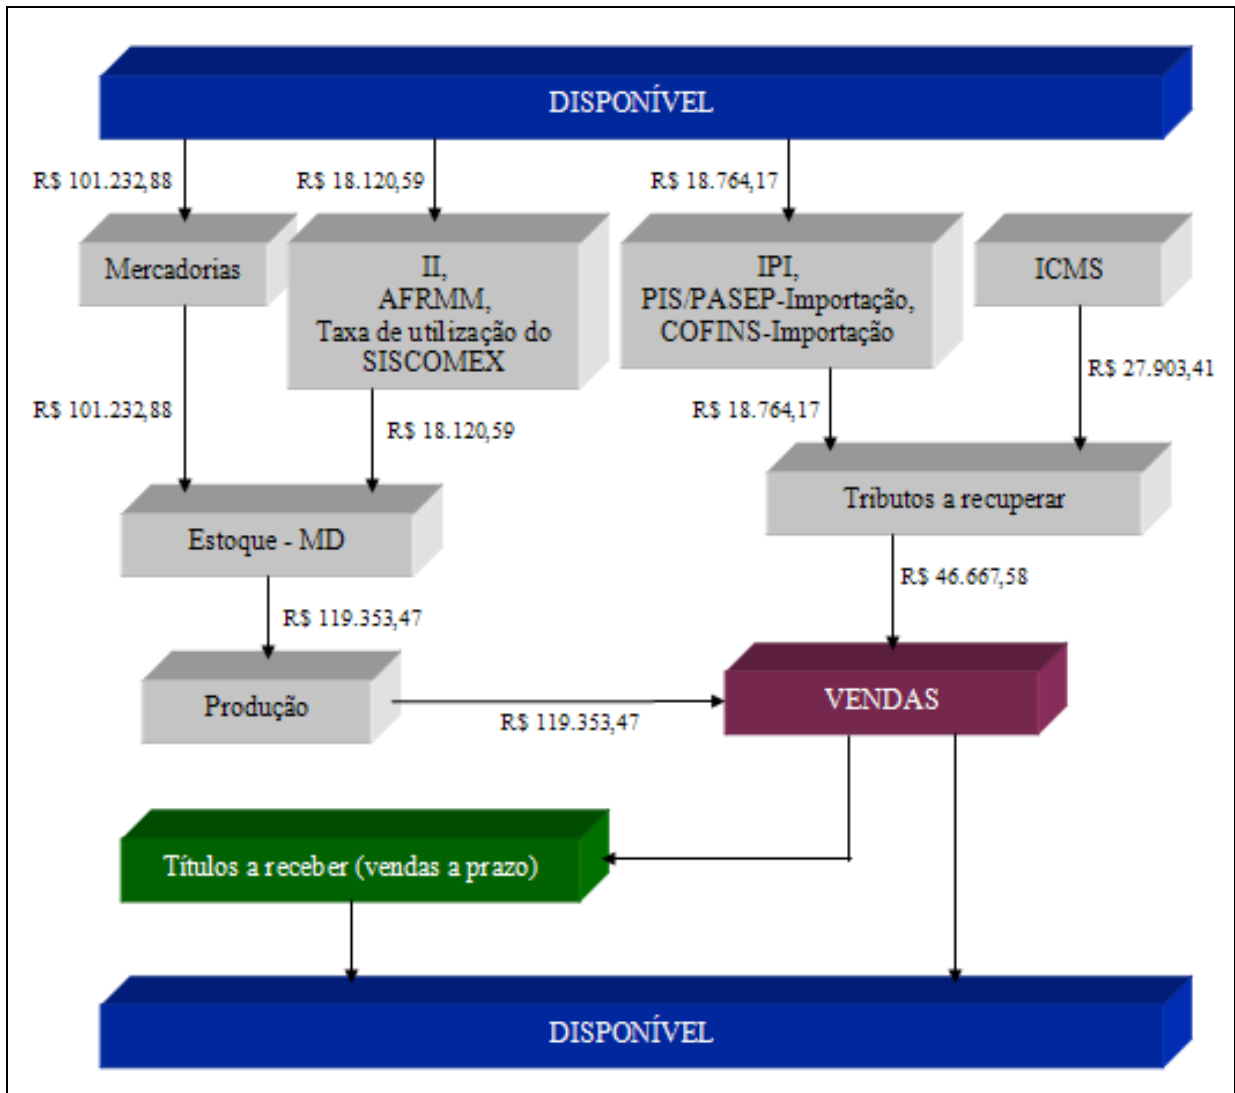 DISPONÍVEL
R$ 101.232,88
R$ 18.120,59
R$ 18.764,17
Mercadorias
II,
AFRMM,
Taxa de utilização do
SISCOMEX
IPI,
PIS/PASEP-Importação,
COFINS-Importação
ICMS
R$ 27.903,41
R$ 101.232,88
R$ 18.120,59
R$ 18.764,17
Tributos a recuperar
Estoque - MD
R$ 46.667,58
R$ 119.353,47
Produção
VENDAS
R$ 119.353,47
Títulos a receber (vendas a prazo)
DISPONÍVEL